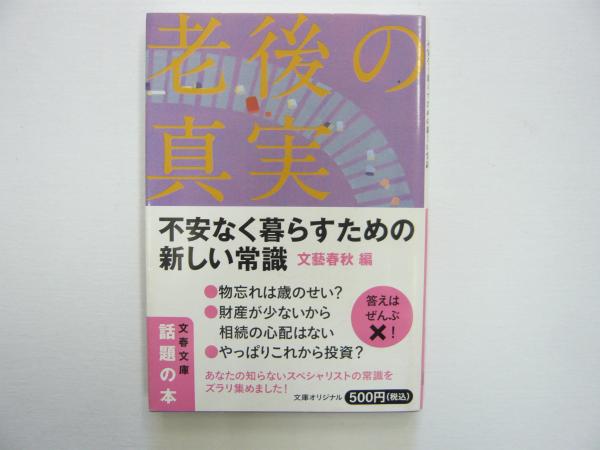 老後の
真実
不安なく暮らすための
新しい常識 文藝春秋 編
●物忘れは歳のせい?
●財産が少ないから
相続の心配はない
●やっぱりこれから投資?
答えは
ぜんぶ
✖!
文春文庫
話題の本
あなたの知らないスペシャリストの常識を
ズラリ集めました!
文庫オリジナル 500円(税込)